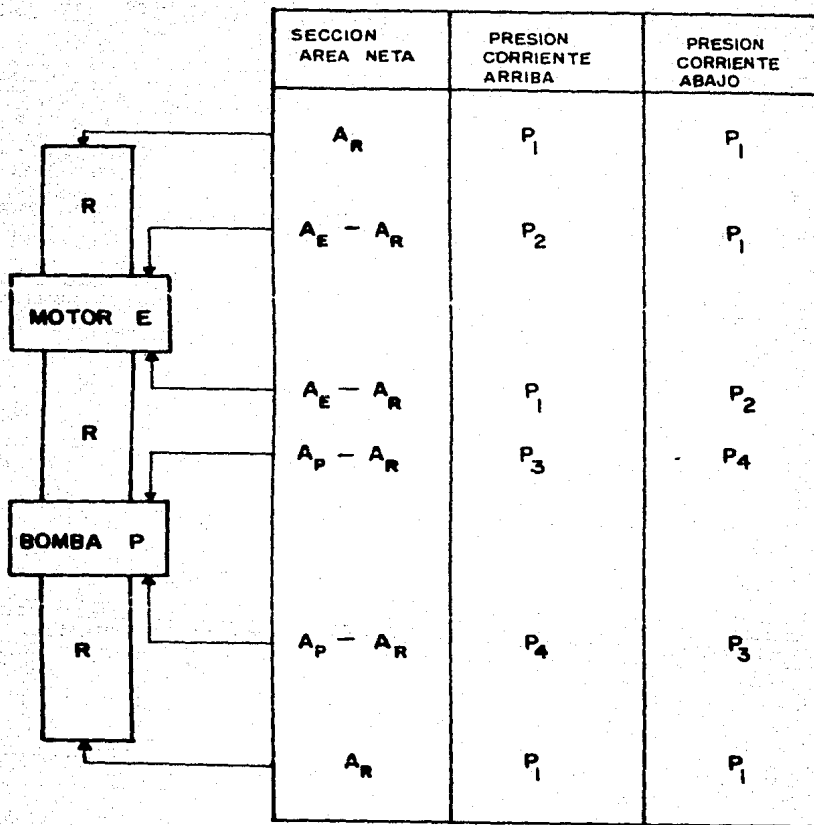 SECCION AREA NETA
PRESION CORRIENTE ARRIBA
PRESION CORRIENTE ABAJO
A_R P_1 P_1
R
A_E - A_R P_2 P_1
MOTOR E
A_E - A_R P_1 P_2
R
A_P - A_R P_3 P_4
BOMBA P
A_P - A_R P_4 P_3
R
A_R P_1 P_1